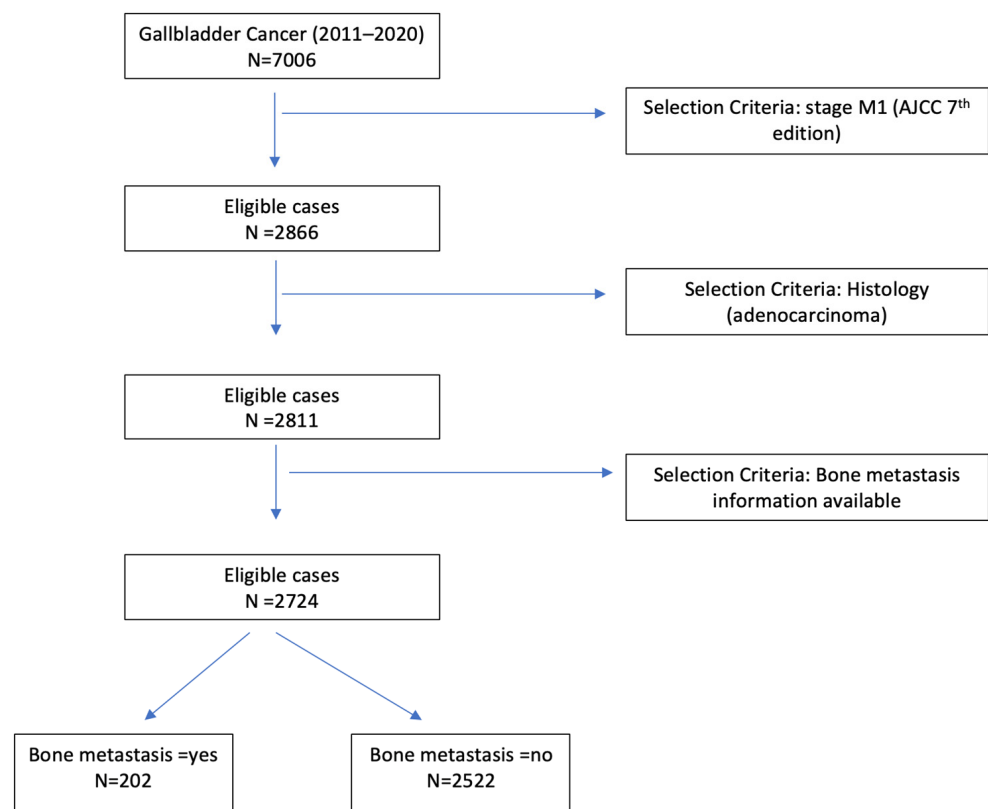 Gallbladder Cancer (2011–2020)
N=7006
Selection Criteria: stage M1 (AJCC 7th
edition)
Eligible cases
N =2866
Selection Criteria: Histology
(adenocarcinoma)
Eligible cases
N =2811
Selection Criteria: Bone metastasis
information available
Eligible cases
N =2724
Bone metastasis =yes
N=202
Bone metastasis =no
N=2522